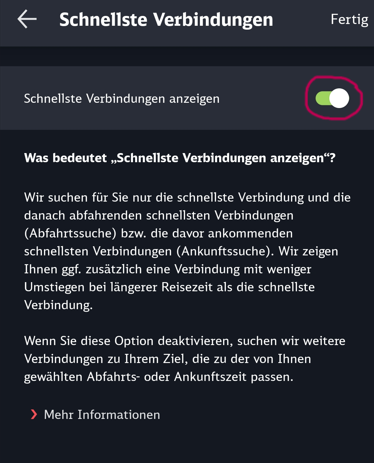 Schnellste Verbindungen Fertig
Schnellste Verbindungen anzeigen
Was bedeutet „Schnellste Verbindungen anzeigen“?
Wir suchen für Sie nur die schnellste Verbindung und die
danach abfahrenden schnellsten Verbindungen
(Abfahrtssuche) bzw. die davor ankommenden
schnellsten Verbindungen (Ankunftssuche). Wir zeigen
Ihnen ggf. zusätzlich eine Verbindung mit weniger
Umstiegen bei längerer Reisezeit als die schnellste
Verbindung.
Wenn Sie diese Option deaktivieren, suchen wir weitere
Verbindungen zu Ihrem Ziel, die zu der von Ihnen
gewählten Abfahrts- oder Ankunftszeit passen.
Mehr Informationen